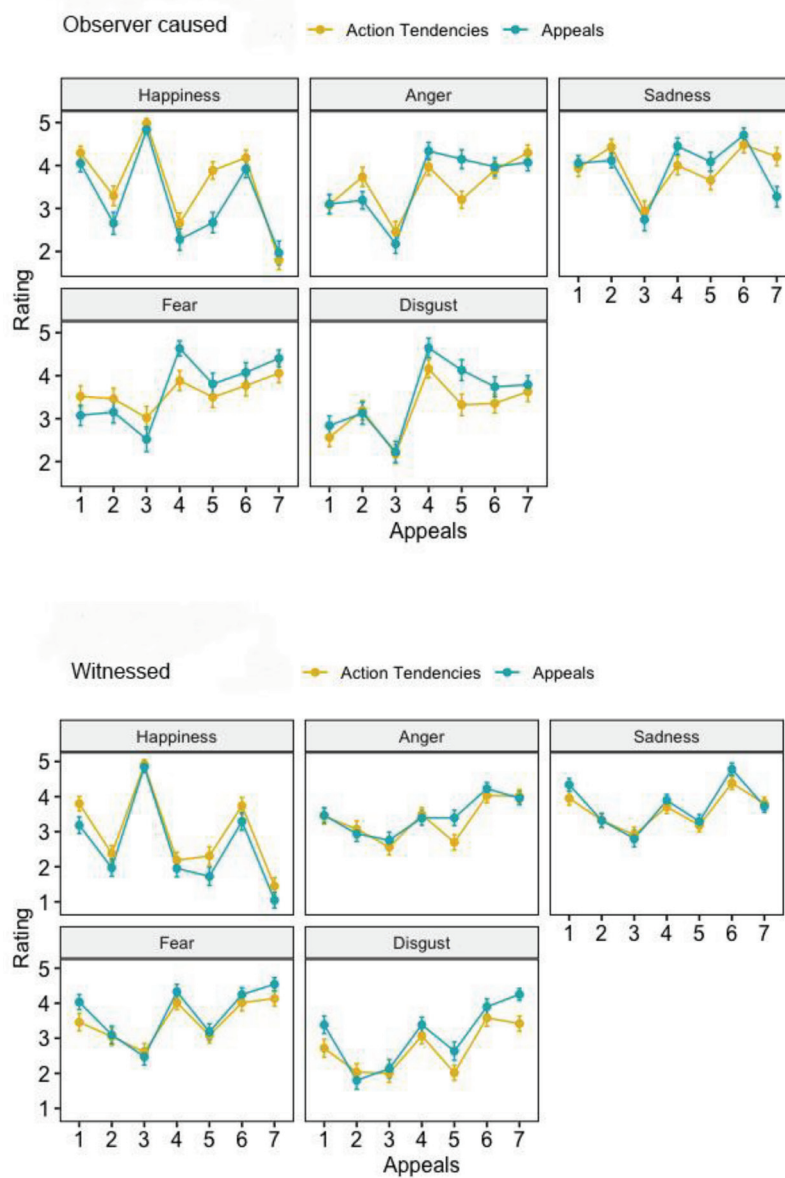 Observer caused
Action Tendencies Appeals
Happiness Anger Sadness
5
4
3
2
1 2 3 4 5 6 7
Rating
Fear Disgust
5
4
3
2
1 2 3 4 5 6 7 1 2 3 4 5 6 7
Appeals
Witnessed
Action Tendencies Appeals
Happiness Anger Sadness
5
4
3
2
1
1 2 3 4 5 6 7
Rating
Fear Disgust
5
4
3
2
1
1 2 3 4 5 6 7 1 2 3 4 5 6 7
Appeals